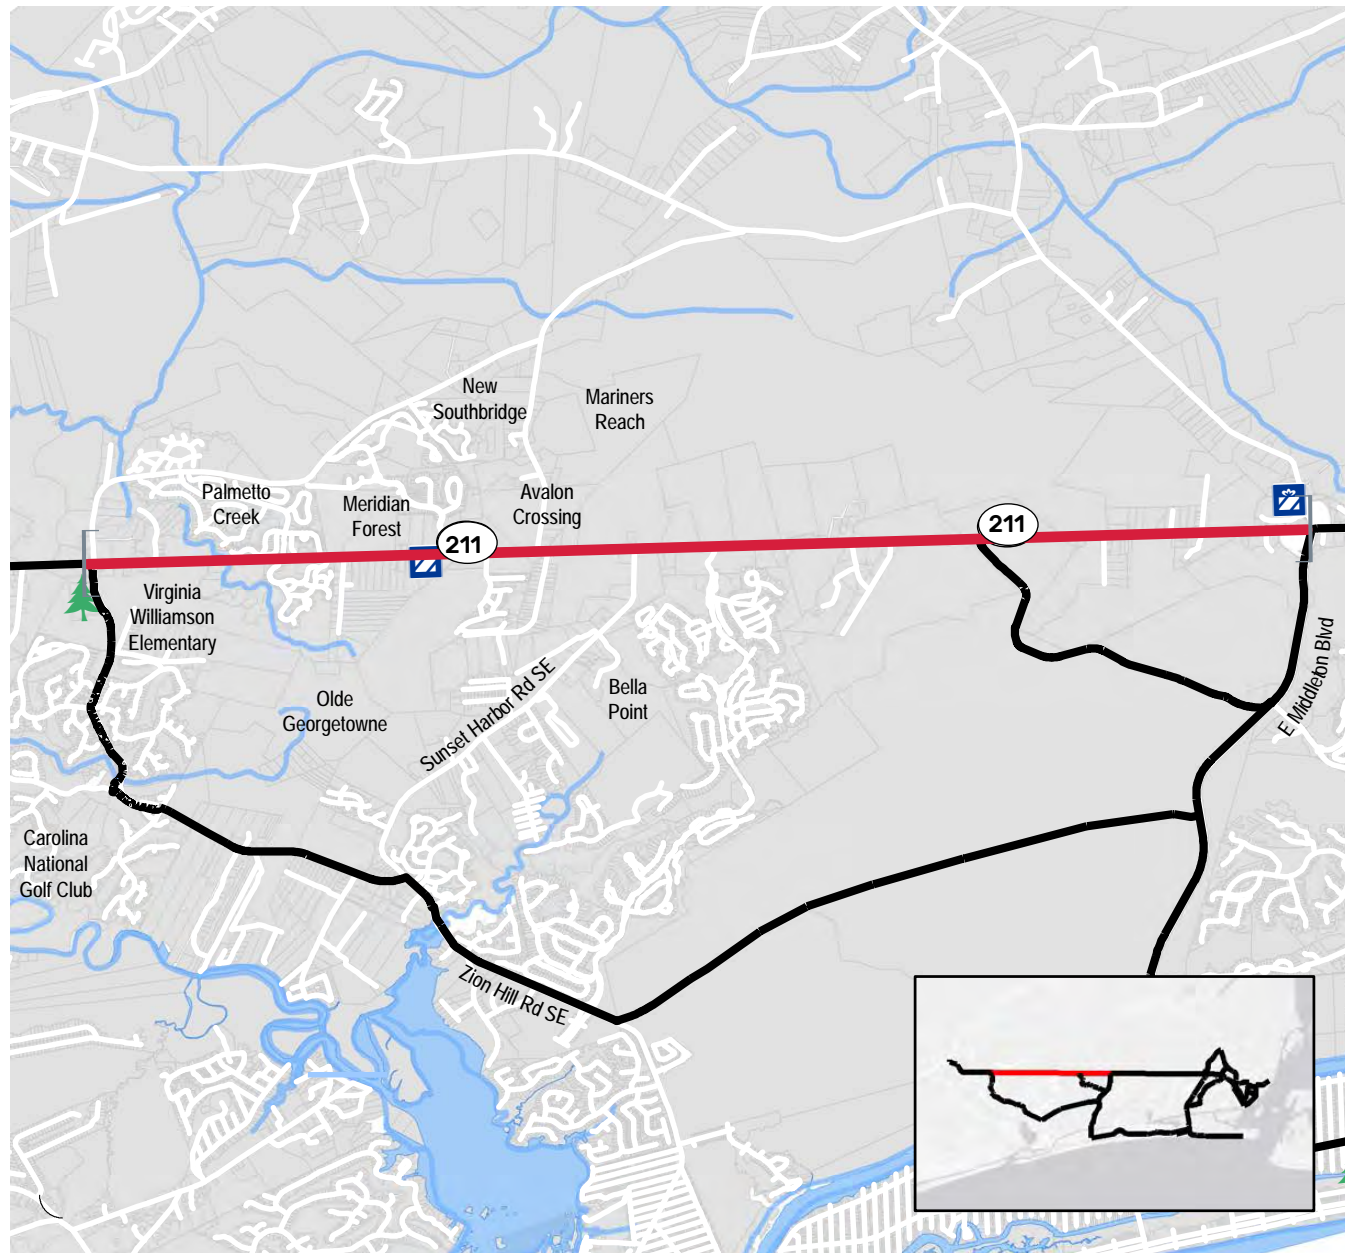 New
Southbridge
Mariners
Reach
Palmetto
Creek
Meridian
Forest
Avalon
Crossing
211
211
Virginia
Williamson
Elementary
Olde
Georgetowne
Sunset Harbor Rd SE
Bella
Point
E Middleton Blvd
Carolina
National
Golf Club
Zion Hill Rd SE